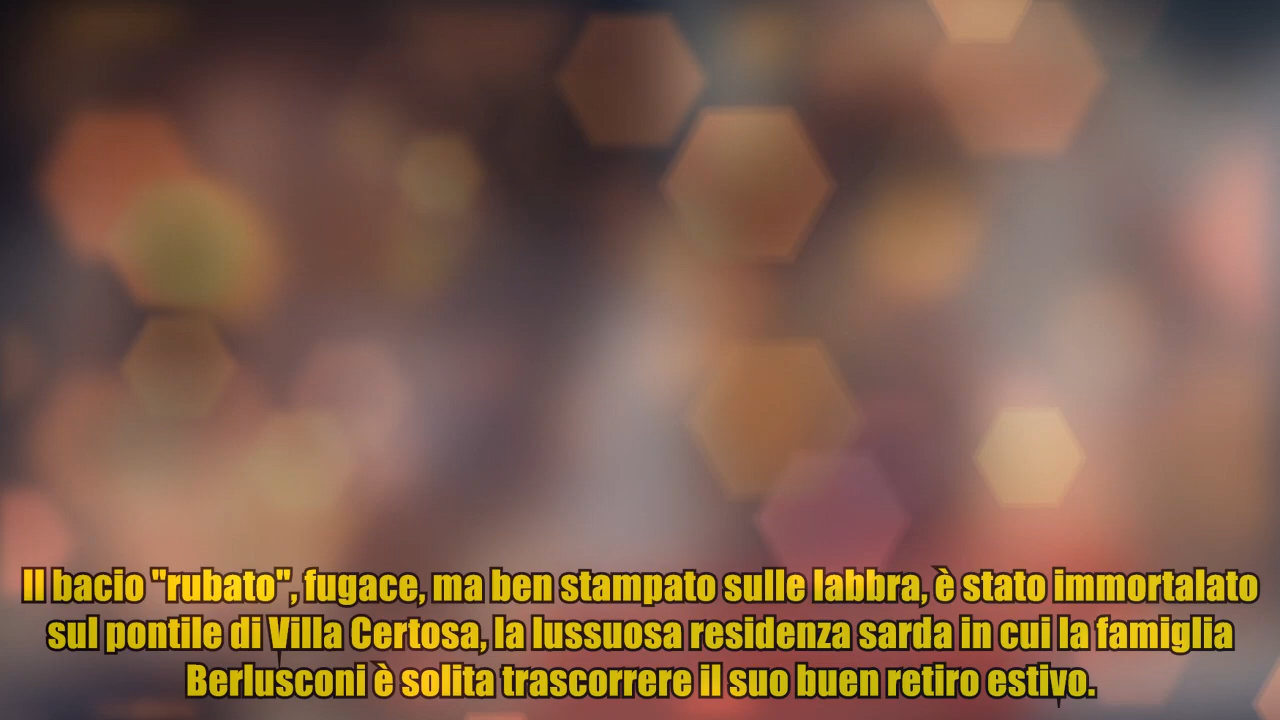 Il bacio "rubato", fugace, ma ben stampato sulle labbra, è stato immortalato
sul pontile di Villa Certosa, la lussuosa residenza sarda in cui la famiglia
Berlusconi è solita trascorrere il suo buen retiro estivo.